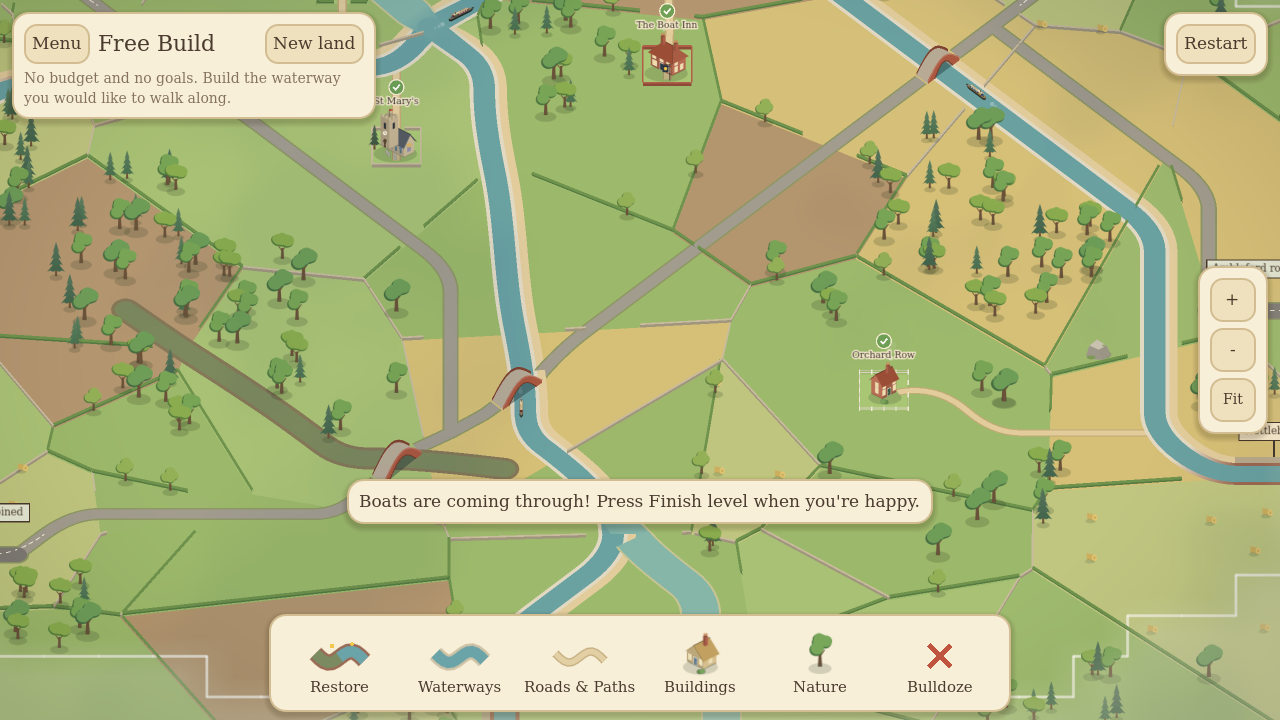 Menu
Free Build
New land
No budget and no goals. Build the waterway
you would like to walk along.
The Boat Inn
Restart
St Mary's
+
-
Fit
Orchard Row
Boats are coming through! Press Finish level when you're happy.
Restore
Waterways
Roads & Paths
Buildings
Nature
Bulldoze